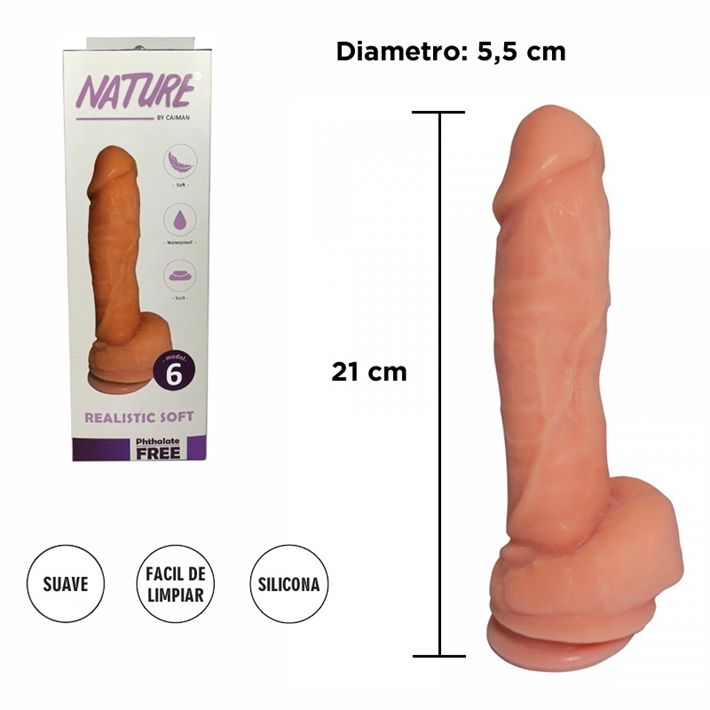 NATURE
BY CAIMAN
- Soft -
- Waterproof -
- Suck -
- model -
6
REALISTIC SOFT
Phthalate
FREE
Diametro: 5,5 cm
21 cm
SUAVE
FACIL DE
LIMPIAR
SILICONA